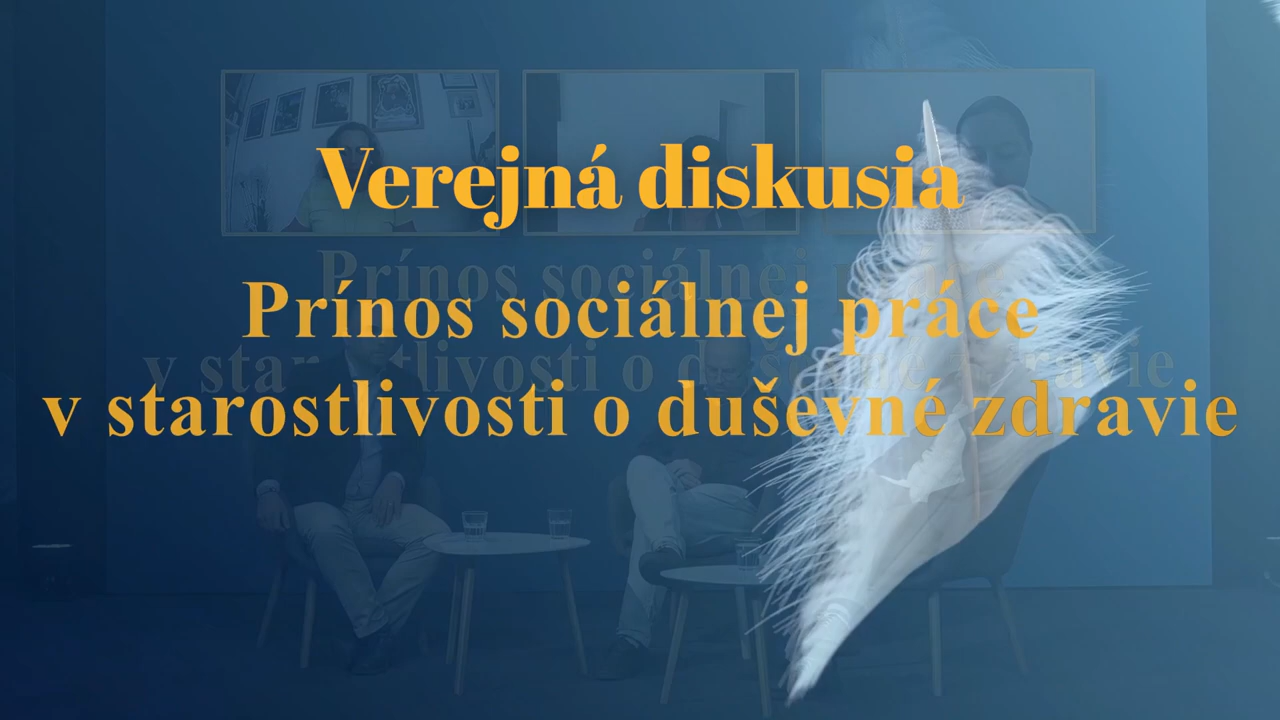 Verejná diskusia
Prínos sociálnej práce
v starostlivosti o duševné zdravie